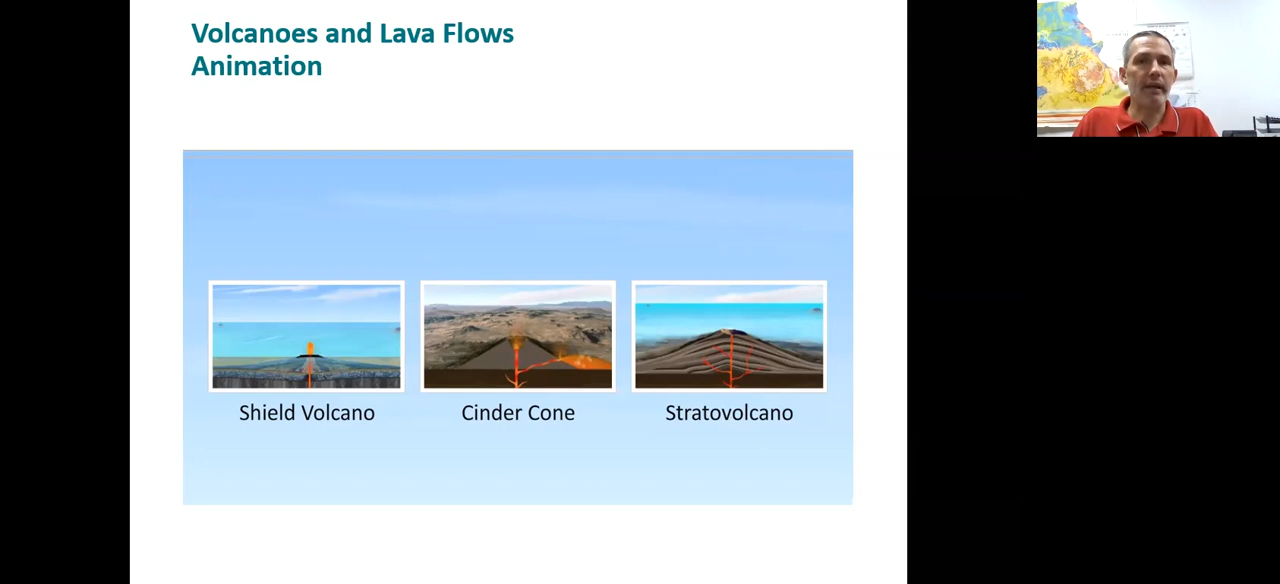 Volcanoes and Lava Flows
Animation
Shield Volcano
Cinder Cone
Stratovolcano